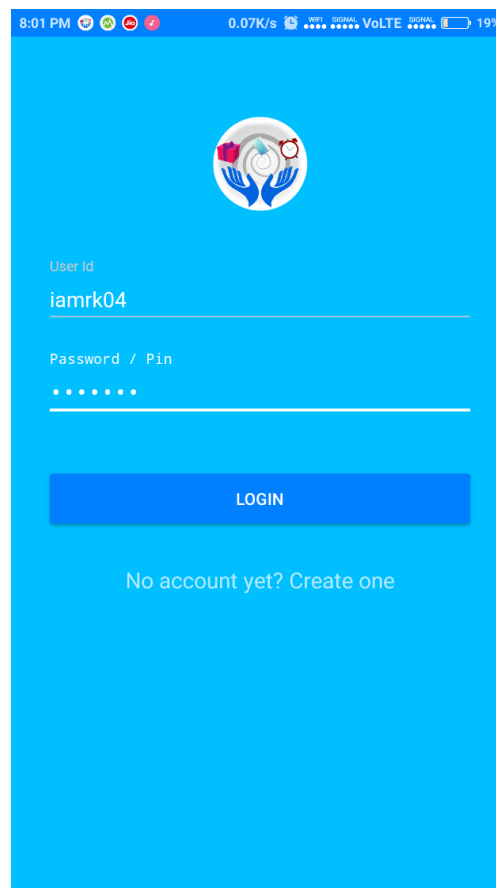 8:01 PM Jio 0.07K/s WIFI SIGNAL VoLTE SIGNAL 19%
User Id
iamrk04
Password / Pin
•••••••
LOGIN
No account yet? Create one